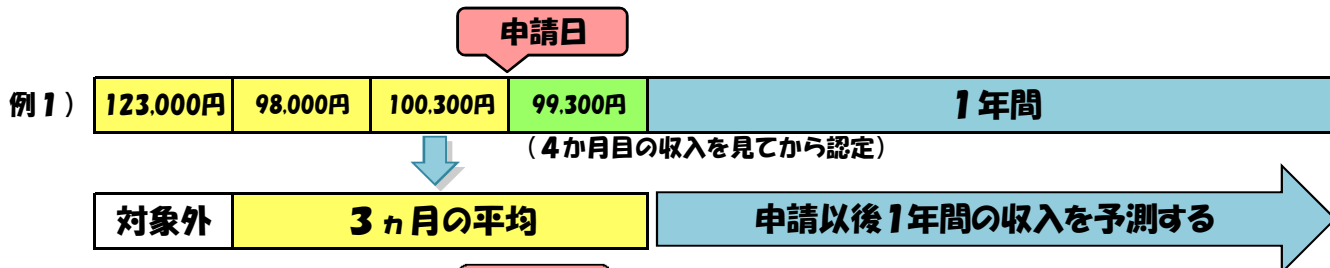 申請日
例1) 123,000円 98,000円 100,300円 99,300円 1年間
(4か月目の収入を見てから認定)
対象外 3ヵ月の平均 申請以後1年間の収入を予測する